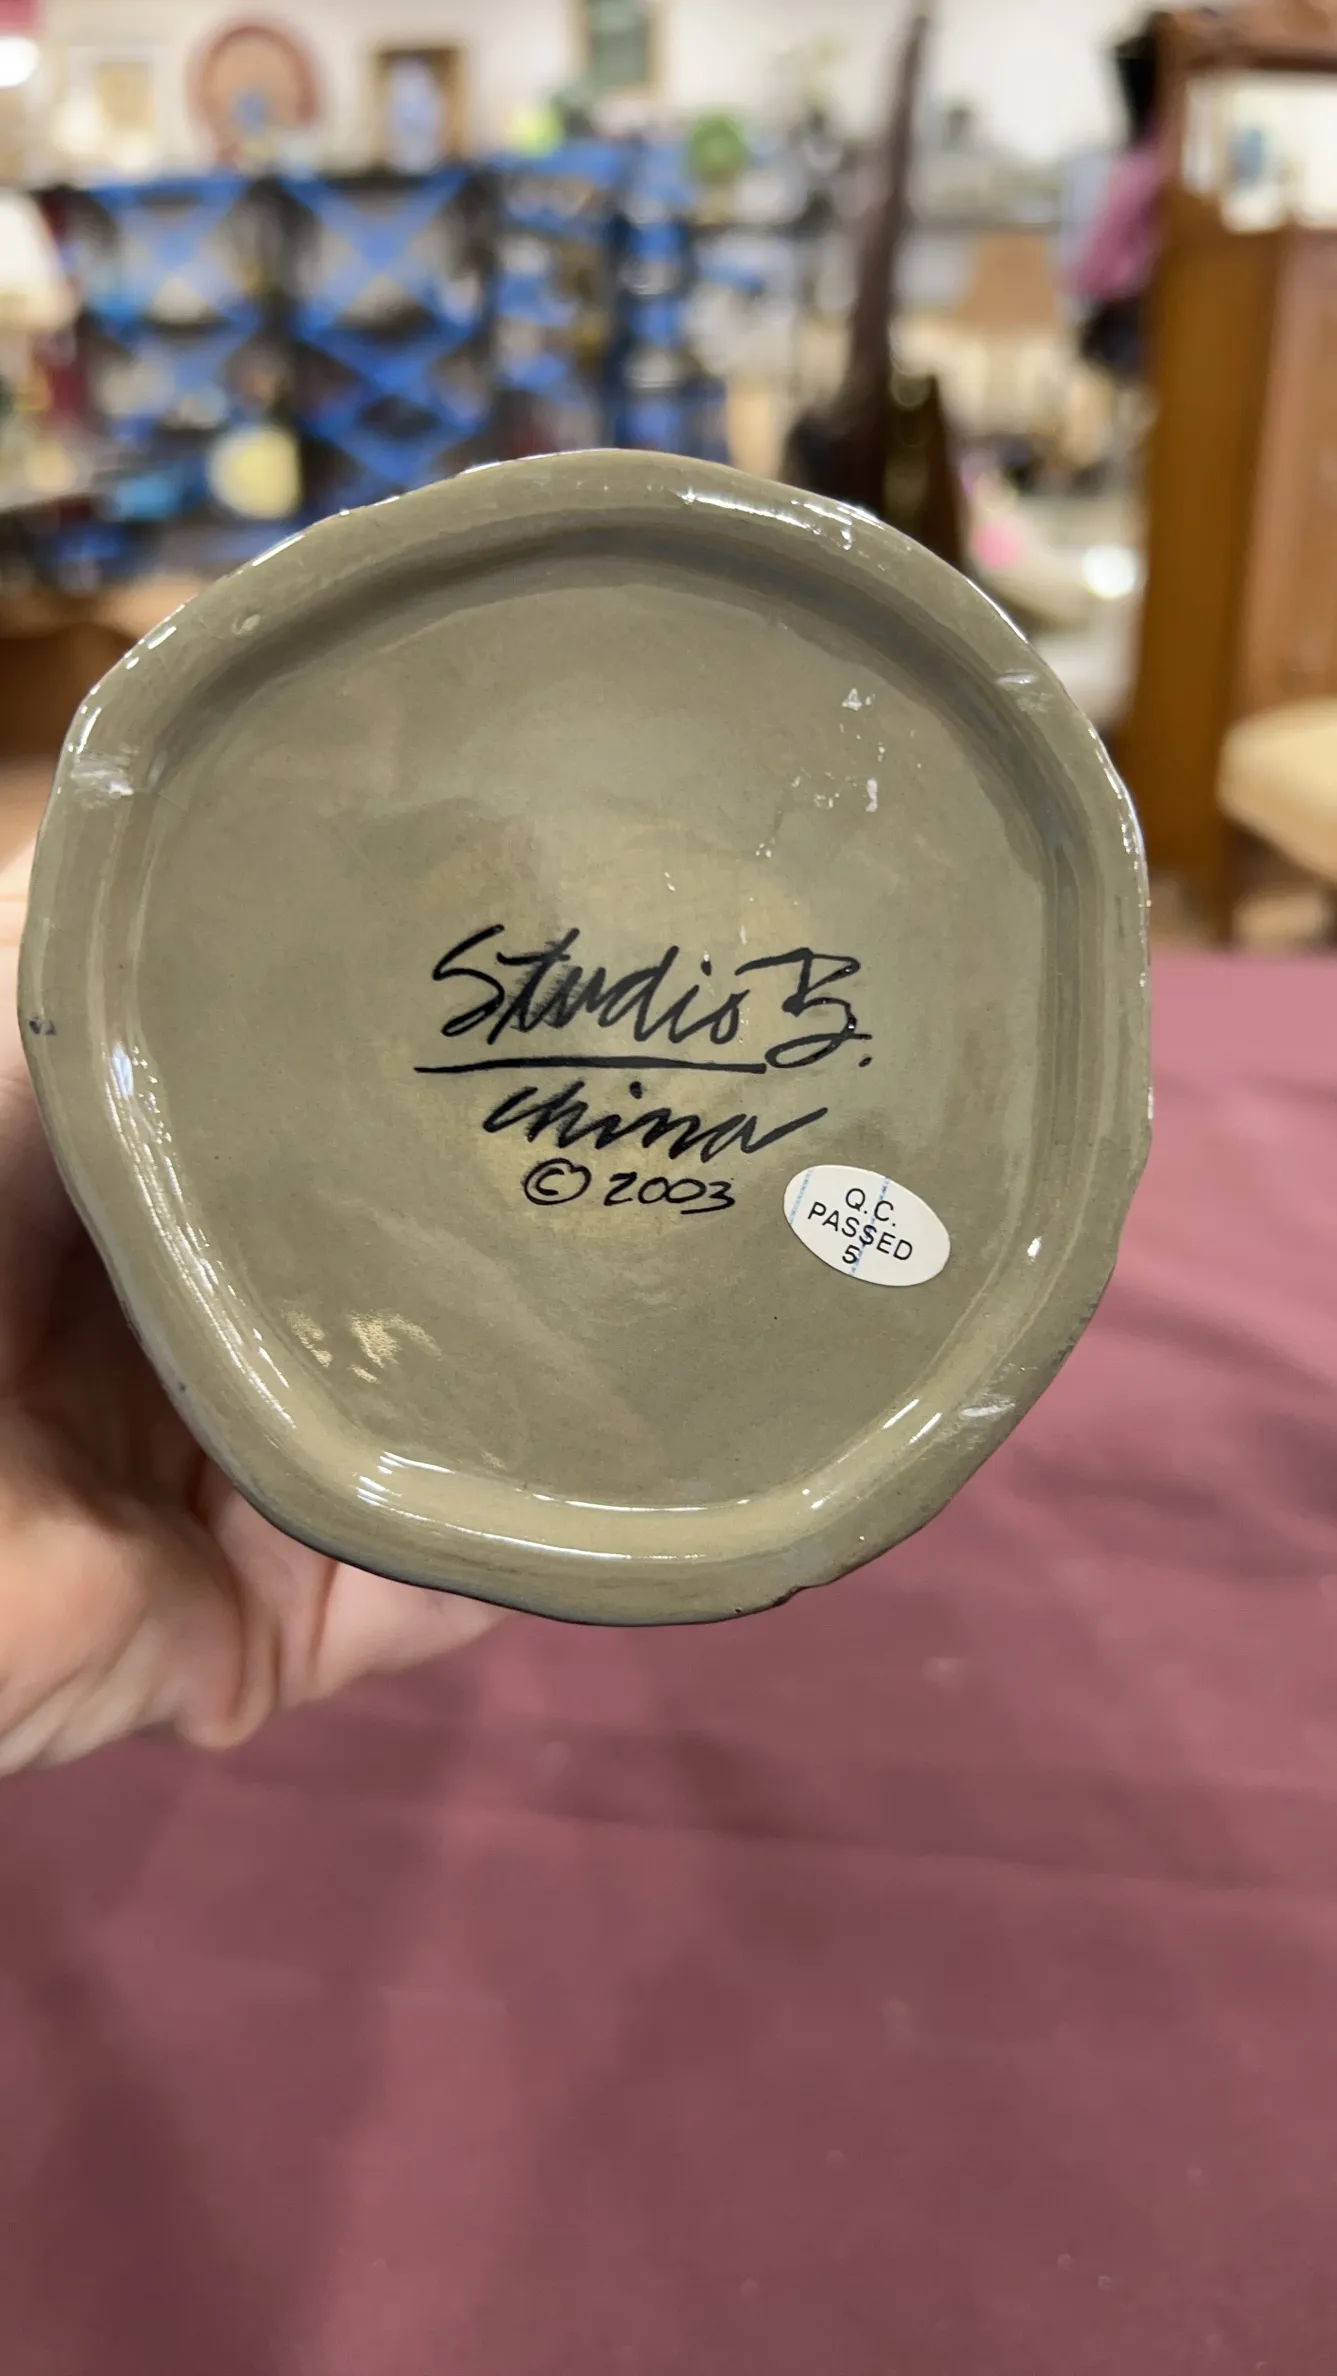 Studio B.
China
© 2003
Q.C.
PASSED
5